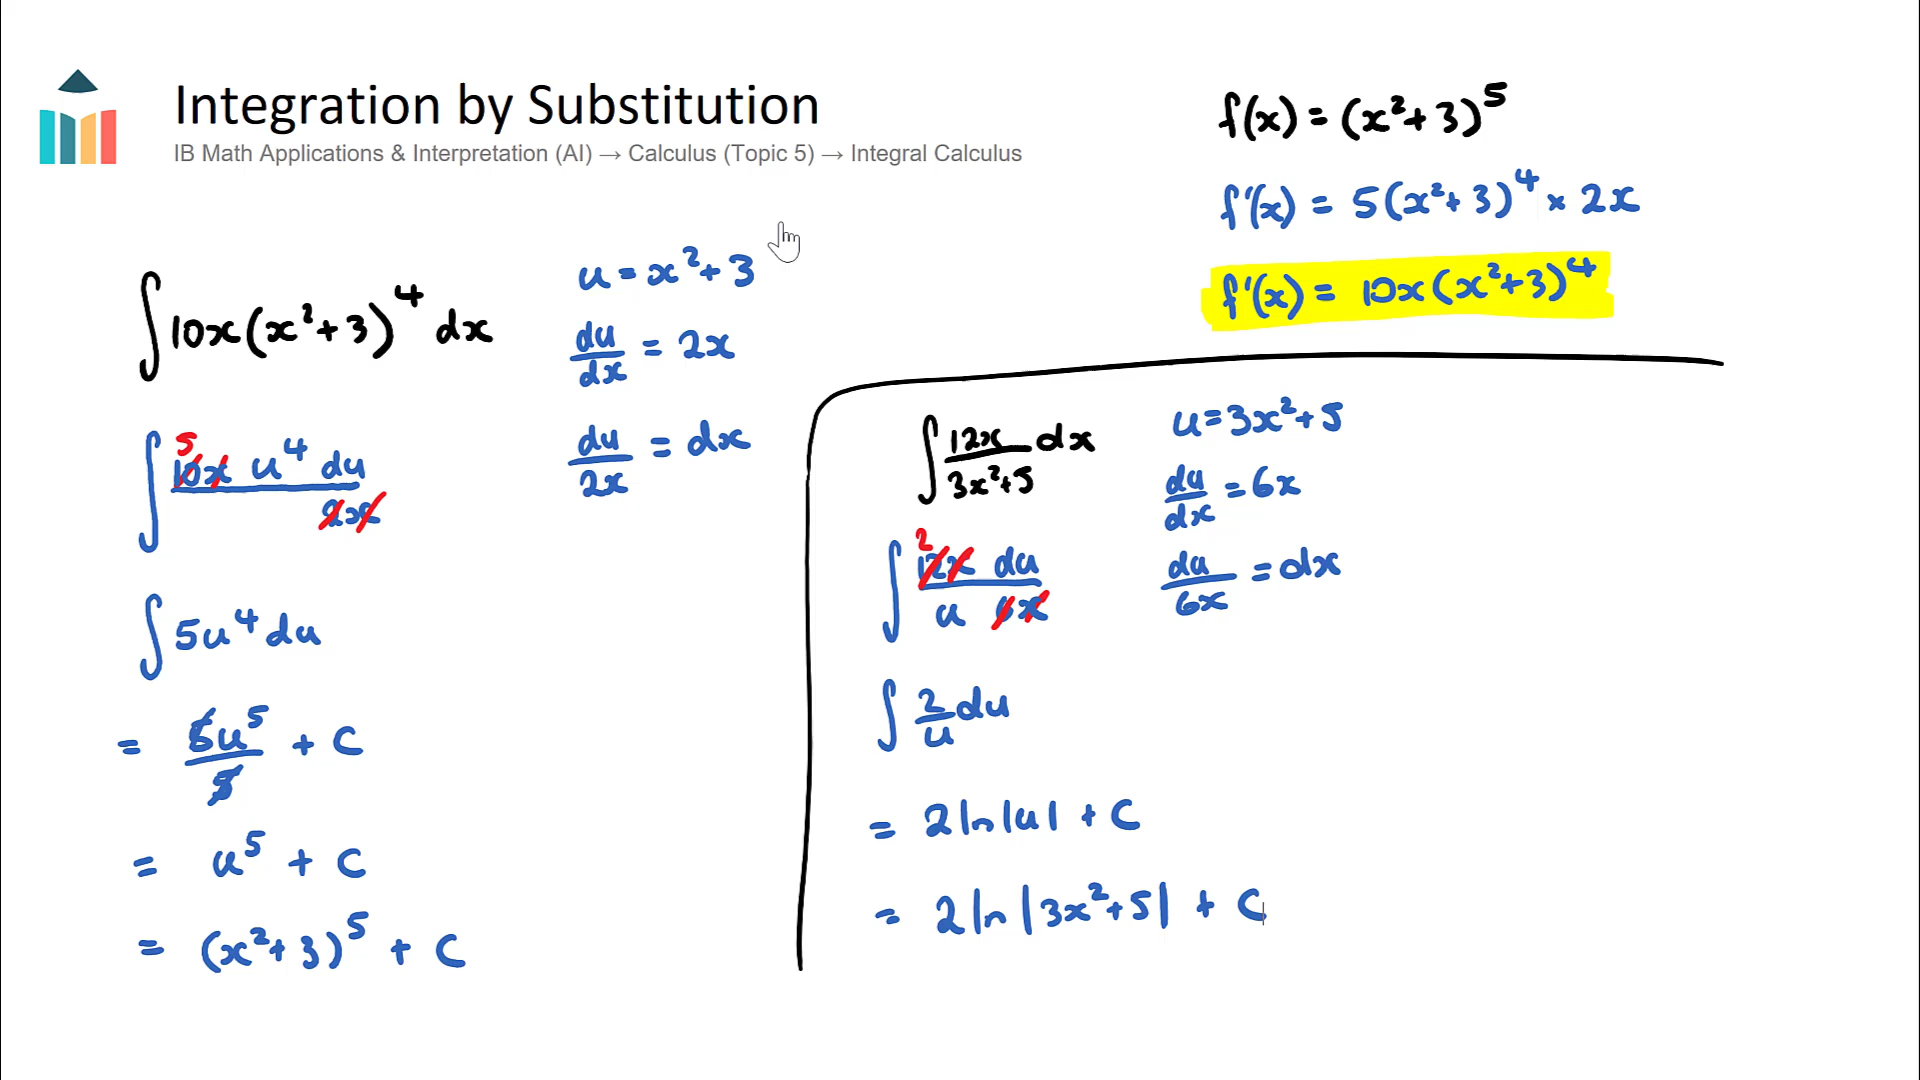 Integration by Substitution
IB Math Applications & Interpretation (AI) → Calculus (Topic 5) → Integral Calculus
f(x) = (x²+3)⁵
f'(x) = 5(x²+3)⁴ × 2x
f'(x) = 10x(x²+3)⁴
∫10x(x²+3)⁴ dx
u = x²+3
du/dx = 2x
du/2x = dx
5
∫10x u⁴ du / 2x
∫5u⁴ du
= 5u⁵/5 + C
= u⁵ + C
= (x²+3)⁵ + C
∫12x/(3x²+5) dx
u = 3x²+5
du/dx = 6x
du/6x = dx
2
∫12x du / u 6x
∫2/u du
= 2ln|u| + C
= 2ln|3x²+5| + C